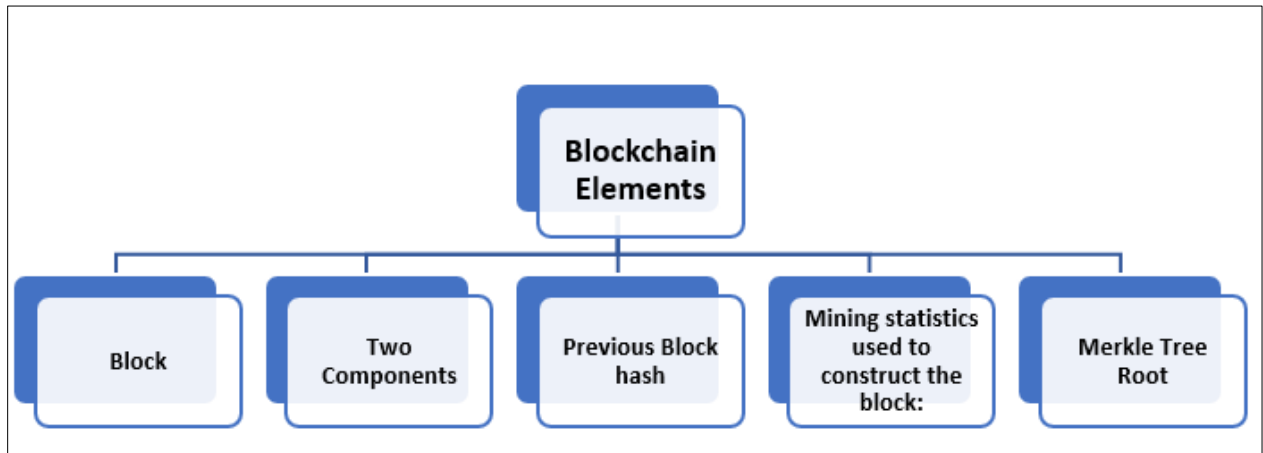 Blockchain
Elements
Block
Two
Components
Previous Block
hash
Mining statistics
used to
construct the
block:
Merkle Tree
Root